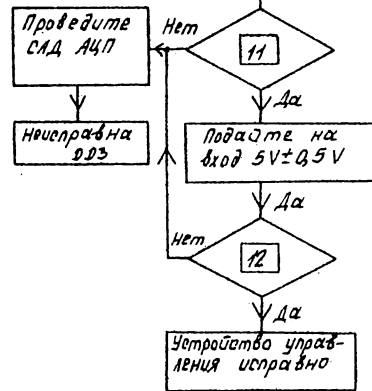 Проведите
СЛД АЦП
Нет
11
Да
Неисправна
DD3
Подайте на
вход 5V±0,5V
Да
Нет
12
Да
Устройство управ-
ления исправно